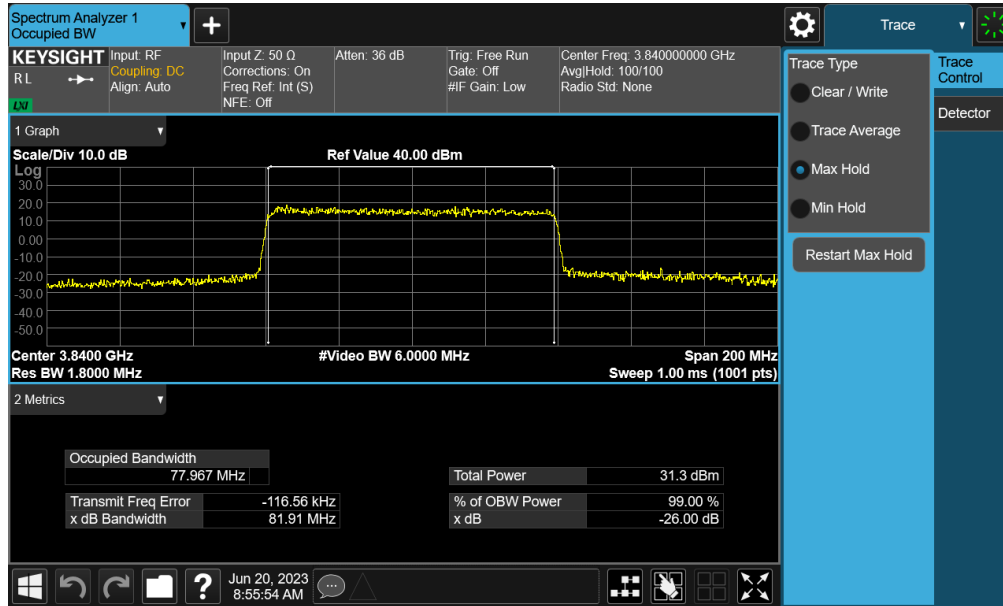 Spectrum Analyzer 1
Occupied BW
+
Trace
KEYSIGHT
R L
LXI
Input: RF
Coupling: DC
Align: Auto
Input Z: 50 Ω
Corrections: On
Freq Ref: Int (S)
NFE: Off
Atten: 36 dB
Trig: Free Run
Gate: Off
#IF Gain: Low
Center Freq: 3.840000000 GHz
Avg|Hold: 100/100
Radio Std: None
Trace Type
Clear / Write
Trace Average
Max Hold
Min Hold
Restart Max Hold
Trace
Control
Detector
1 Graph
Scale/Div 10.0 dB
Ref Value 40.00 dBm
Log
30.0
20.0
10.0
0.00
-10.0
-20.0
-30.0
-40.0
-50.0
Center 3.8400 GHz
#Video BW 6.0000 MHz
Span 200 MHz
Res BW 1.8000 MHz
Sweep 1.00 ms (1001 pts)
2 Metrics
Occupied Bandwidth
77.967 MHz
Total Power 31.3 dBm
Transmit Freq Error -116.56 kHz
% of OBW Power 99.00 %
x dB Bandwidth 81.91 MHz
x dB -26.00 dB
?
Jun 20, 2023
8:55:54 AM